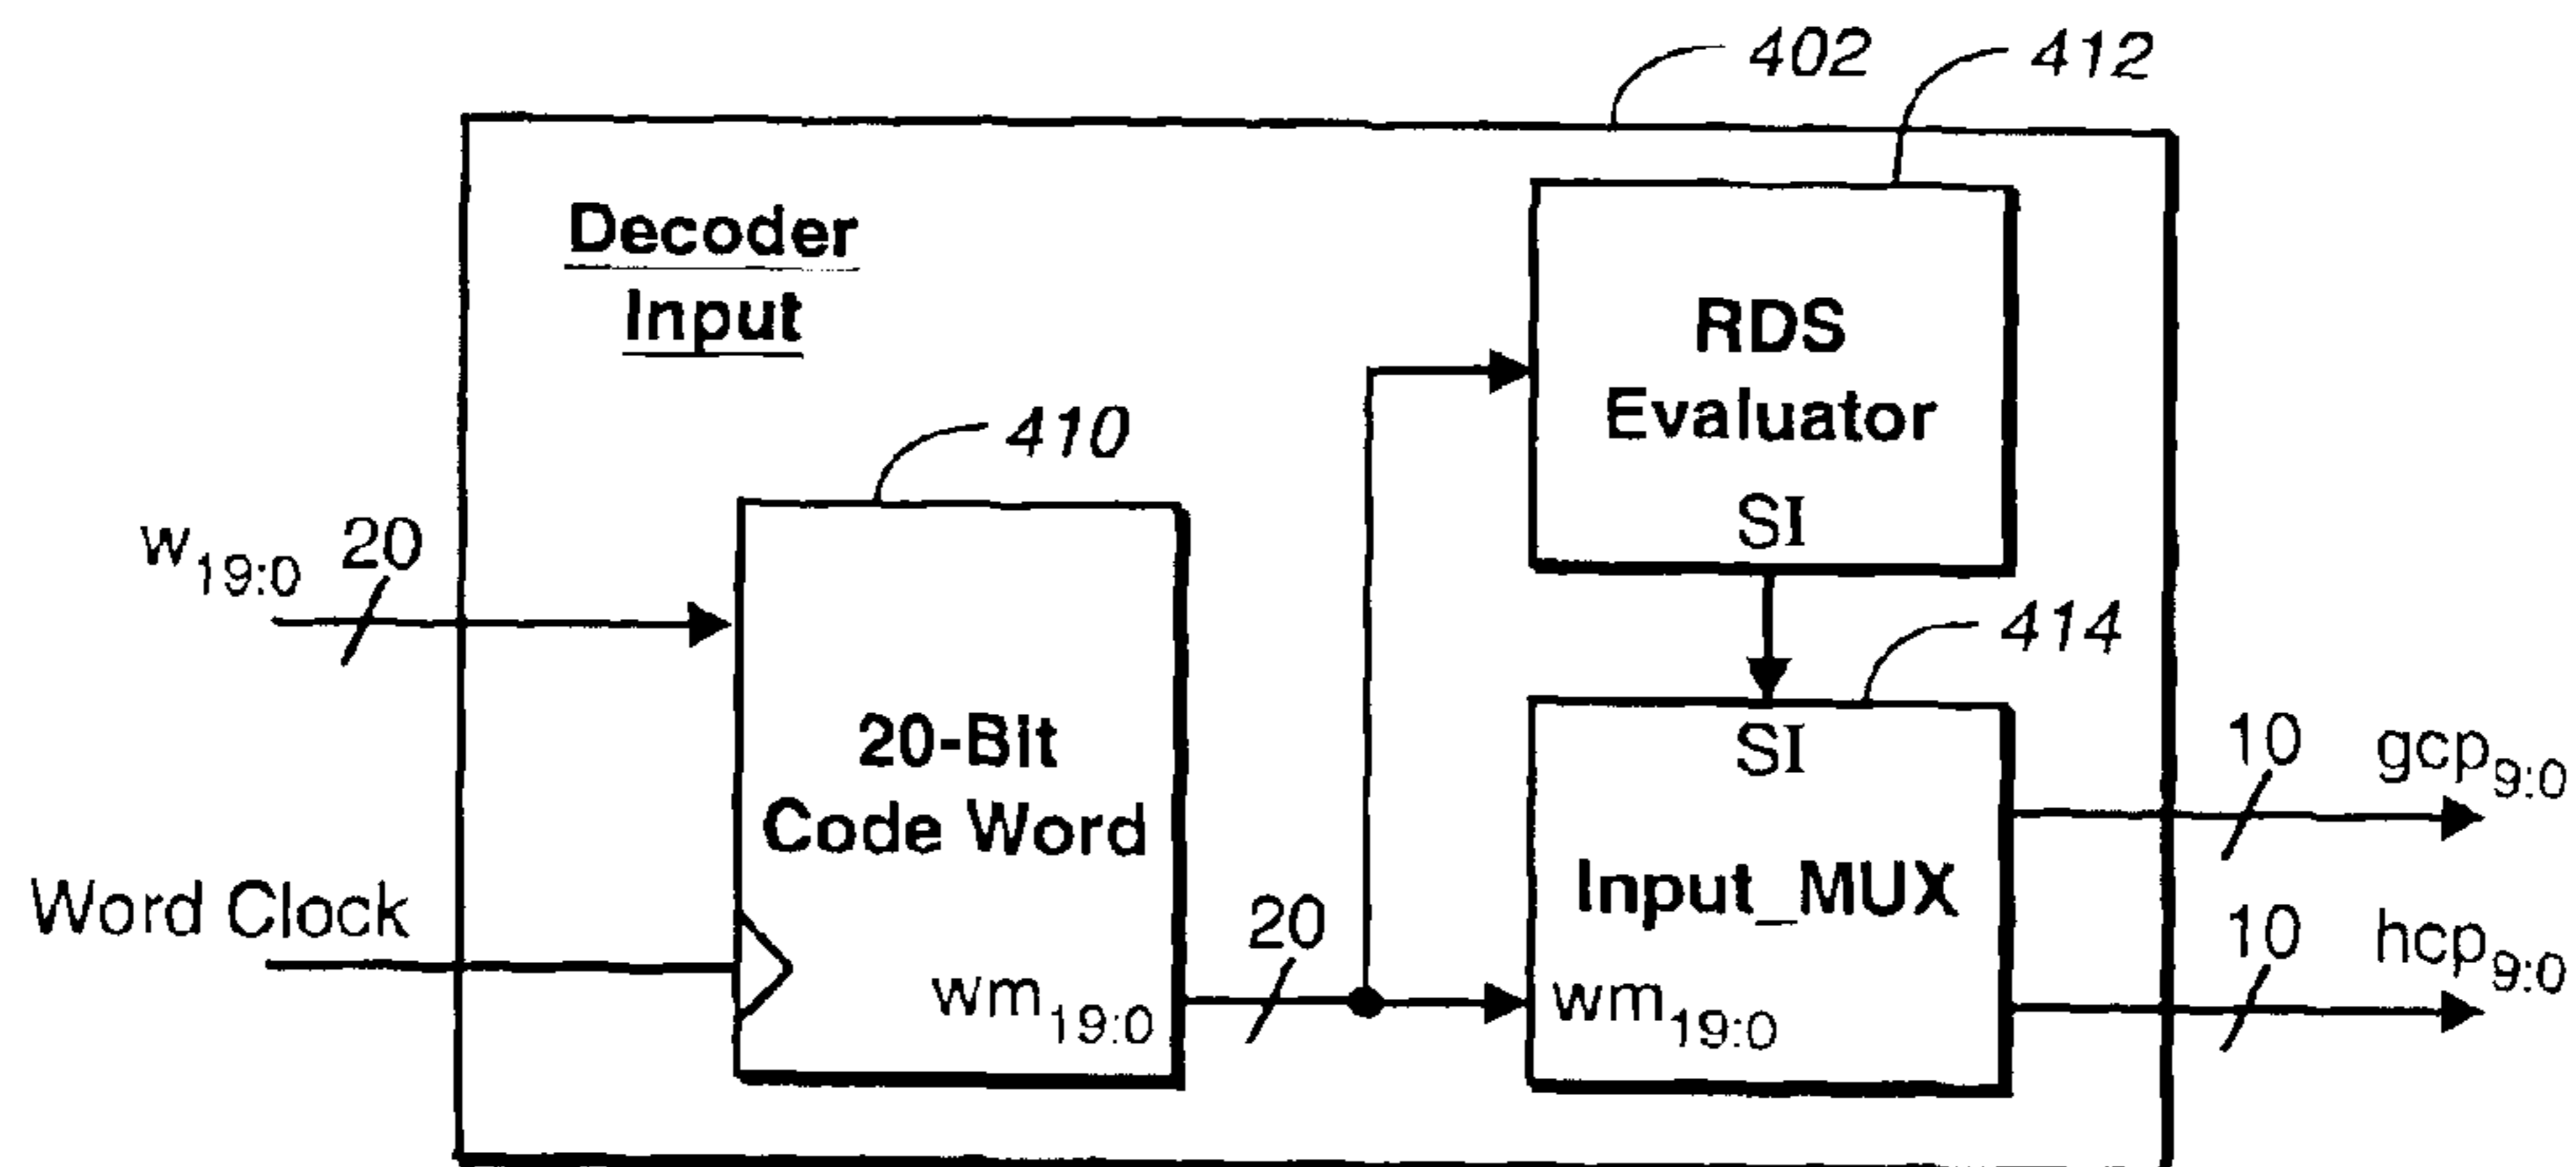 402
412
Decoder
Input
RDS
Evaluator
SI
410
w19:0
20
414
SI
20-Bit
Code Word
Input_MUX
10
gcp9:0
Word Clock
20
10
hcp9:0
wm19:0
wm19:0